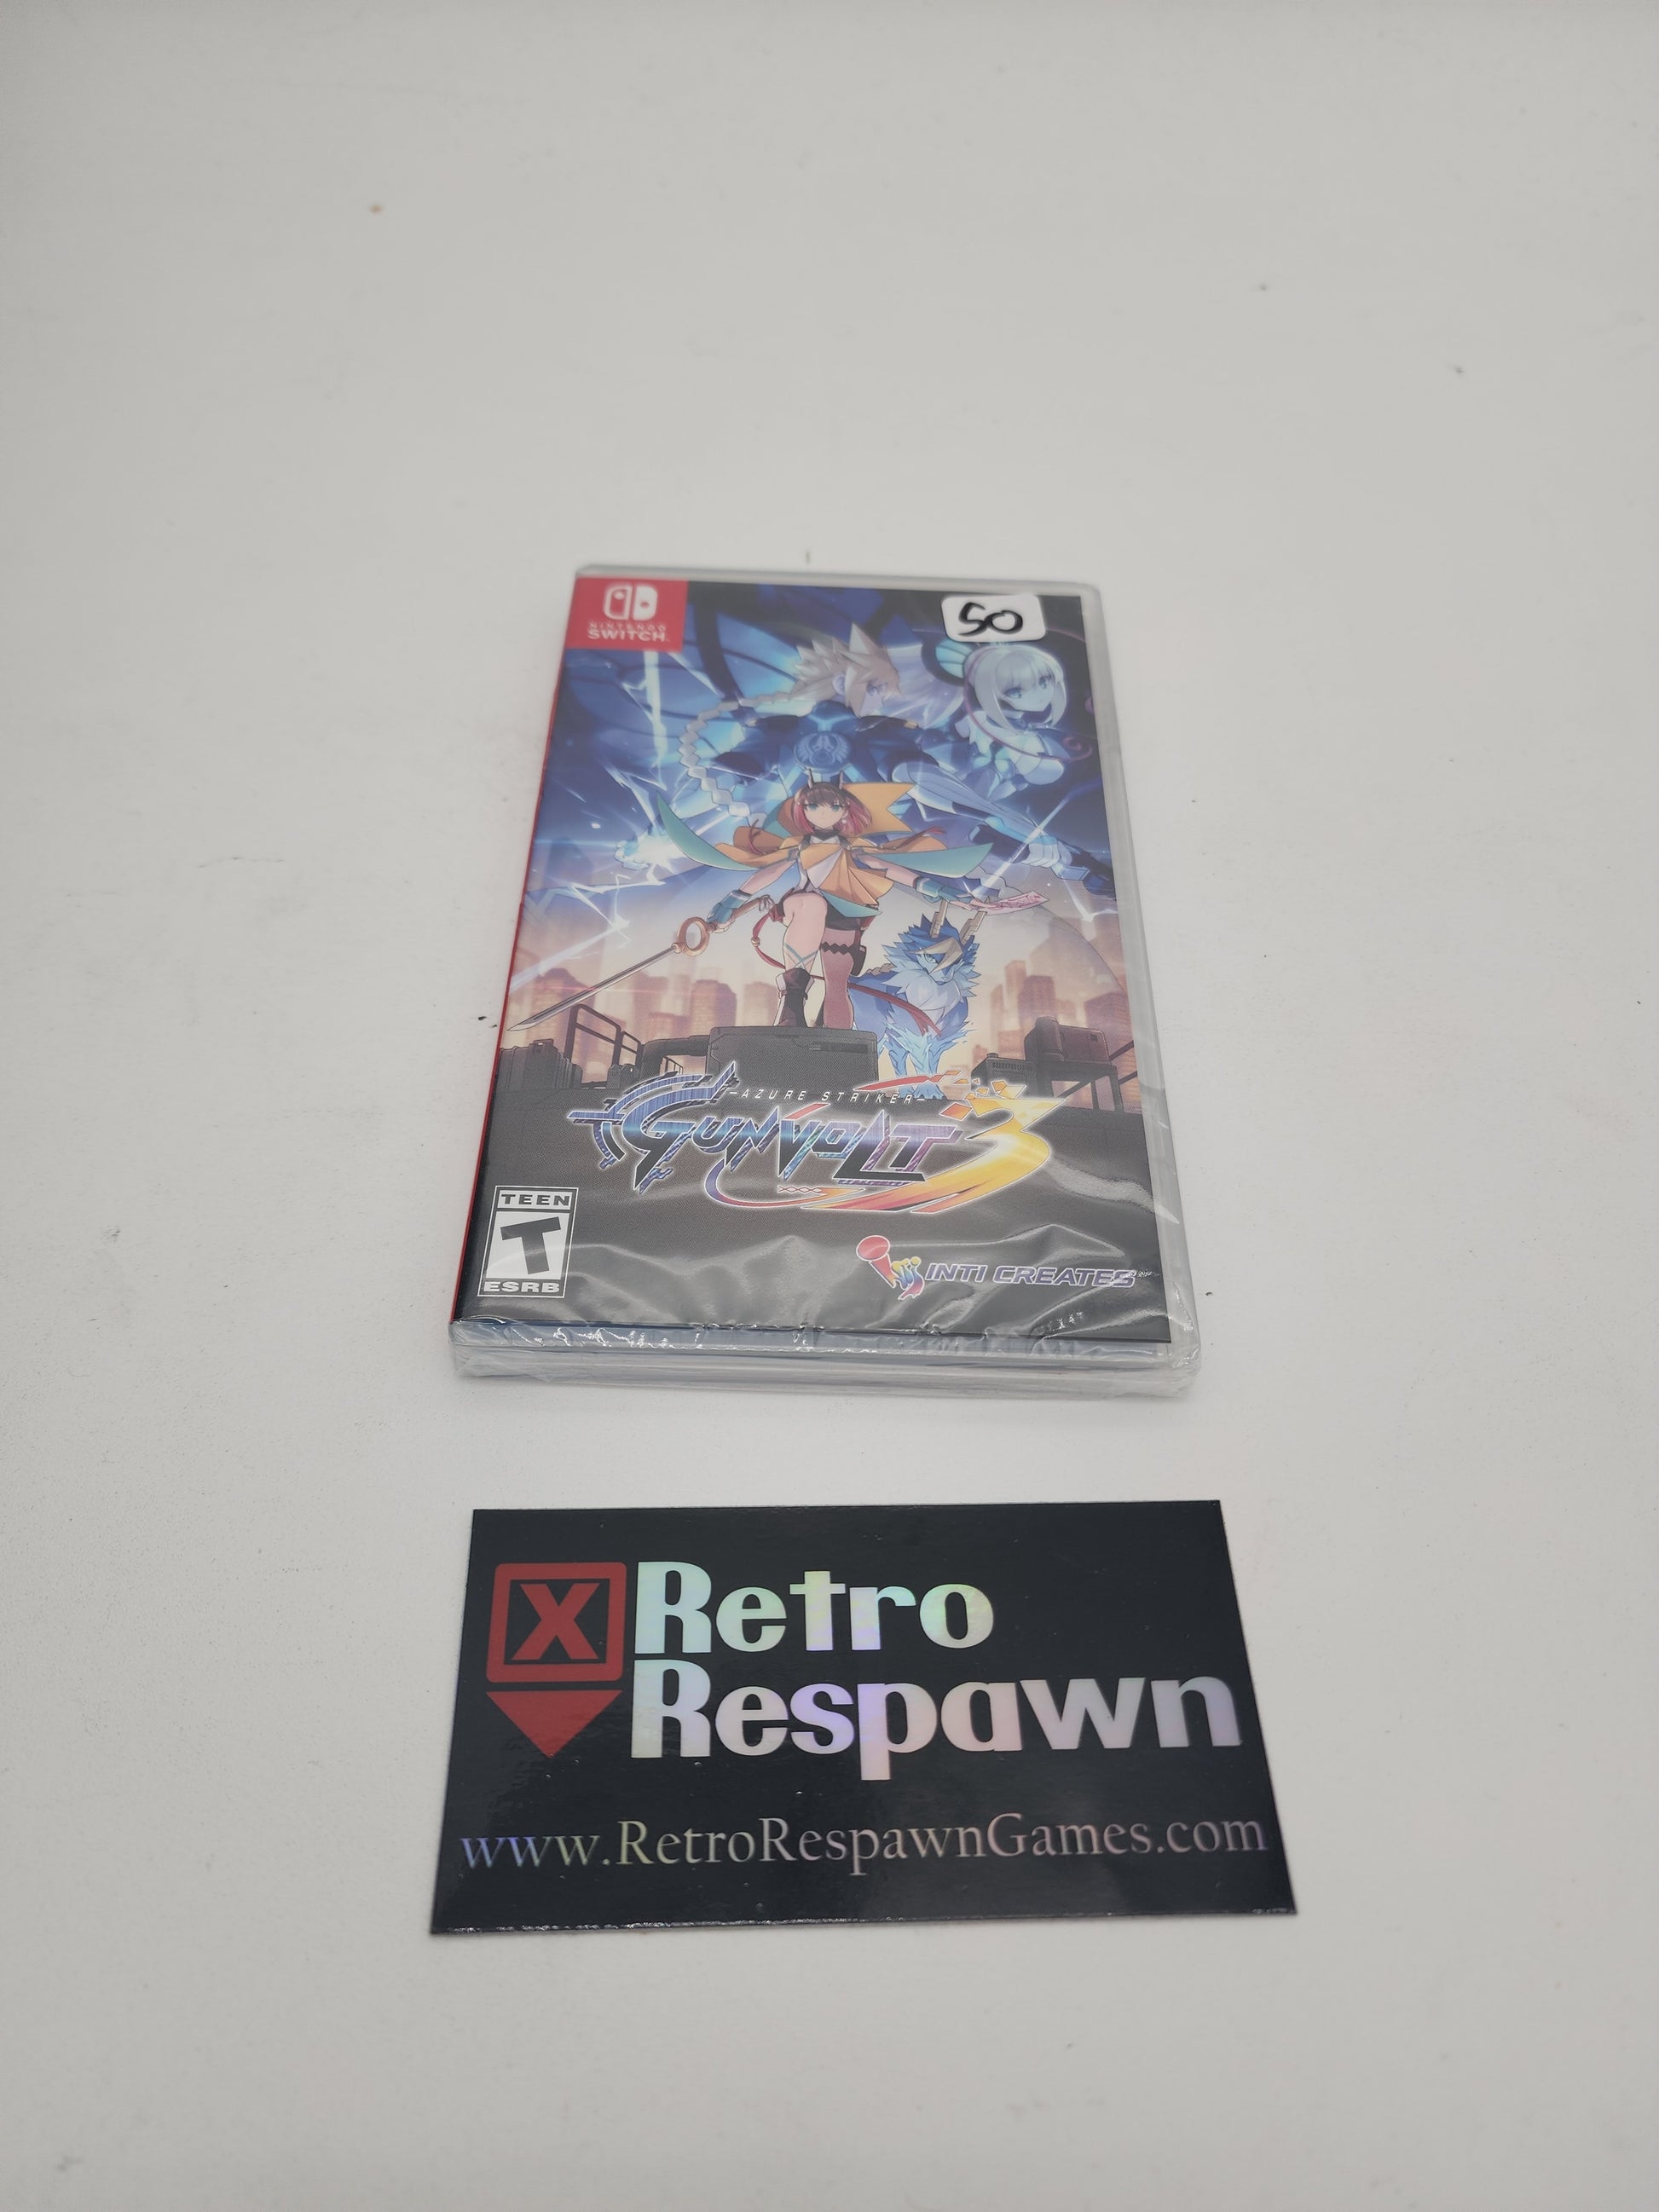 NINTENDO
SWITCH
50
-AZURE STRIKER-
GUNVOLT 3
TEEN
T
ESRB
INTI CREATES
X
Retro
Respawn
www.RetroRespawnGames.com